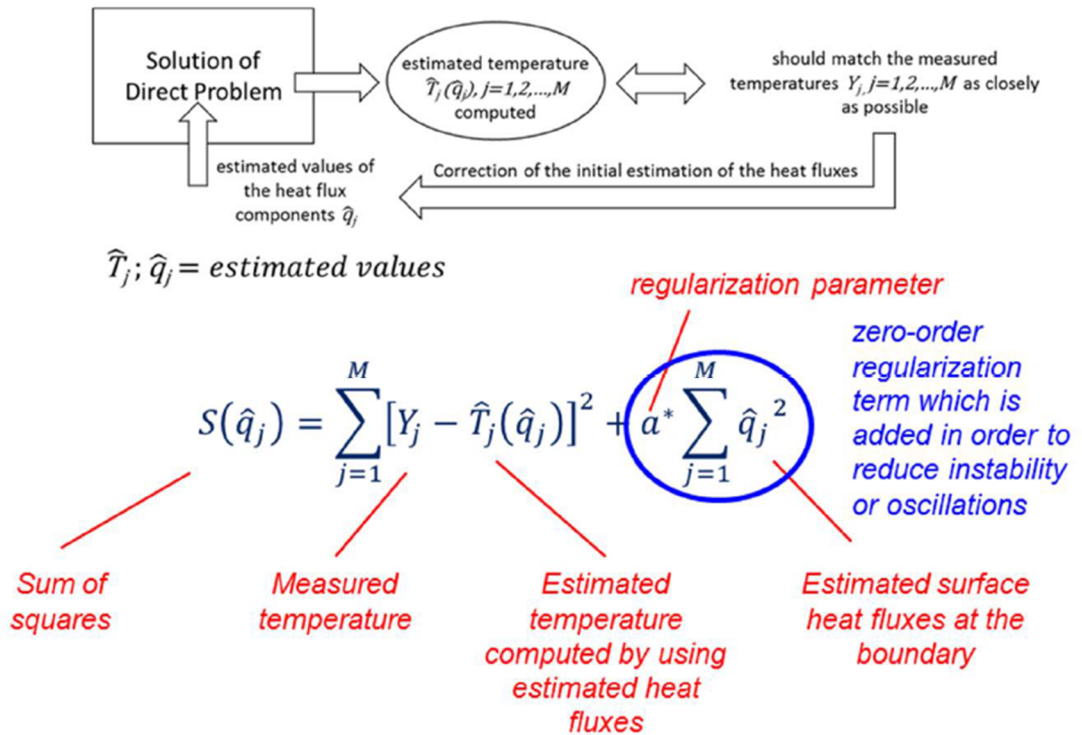 Solution of
Direct Problem
estimated temperature
T̂ⱼ(q̂ⱼ), j=1,2,...,M
computed
should match the measured
temperatures Yⱼ, j=1,2,...,M as closely
as possible
estimated values of
the heat flux
components q̂ⱼ
Correction of the initial estimation of the heat fluxes
T̂ⱼ; q̂ⱼ = estimated values
regularization parameter
zero-order
regularization
term which is
added in order to
reduce instability
or oscillations
S(q̂ⱼ) = ∑_{j=1}^{M} [Yⱼ − T̂ⱼ(q̂ⱼ)]² + a* ∑_{j=1}^{M} q̂ⱼ²
Sum of
squares
Measured
temperature
Estimated
temperature
computed by using
estimated heat
fluxes
Estimated surface
heat fluxes at the
boundary